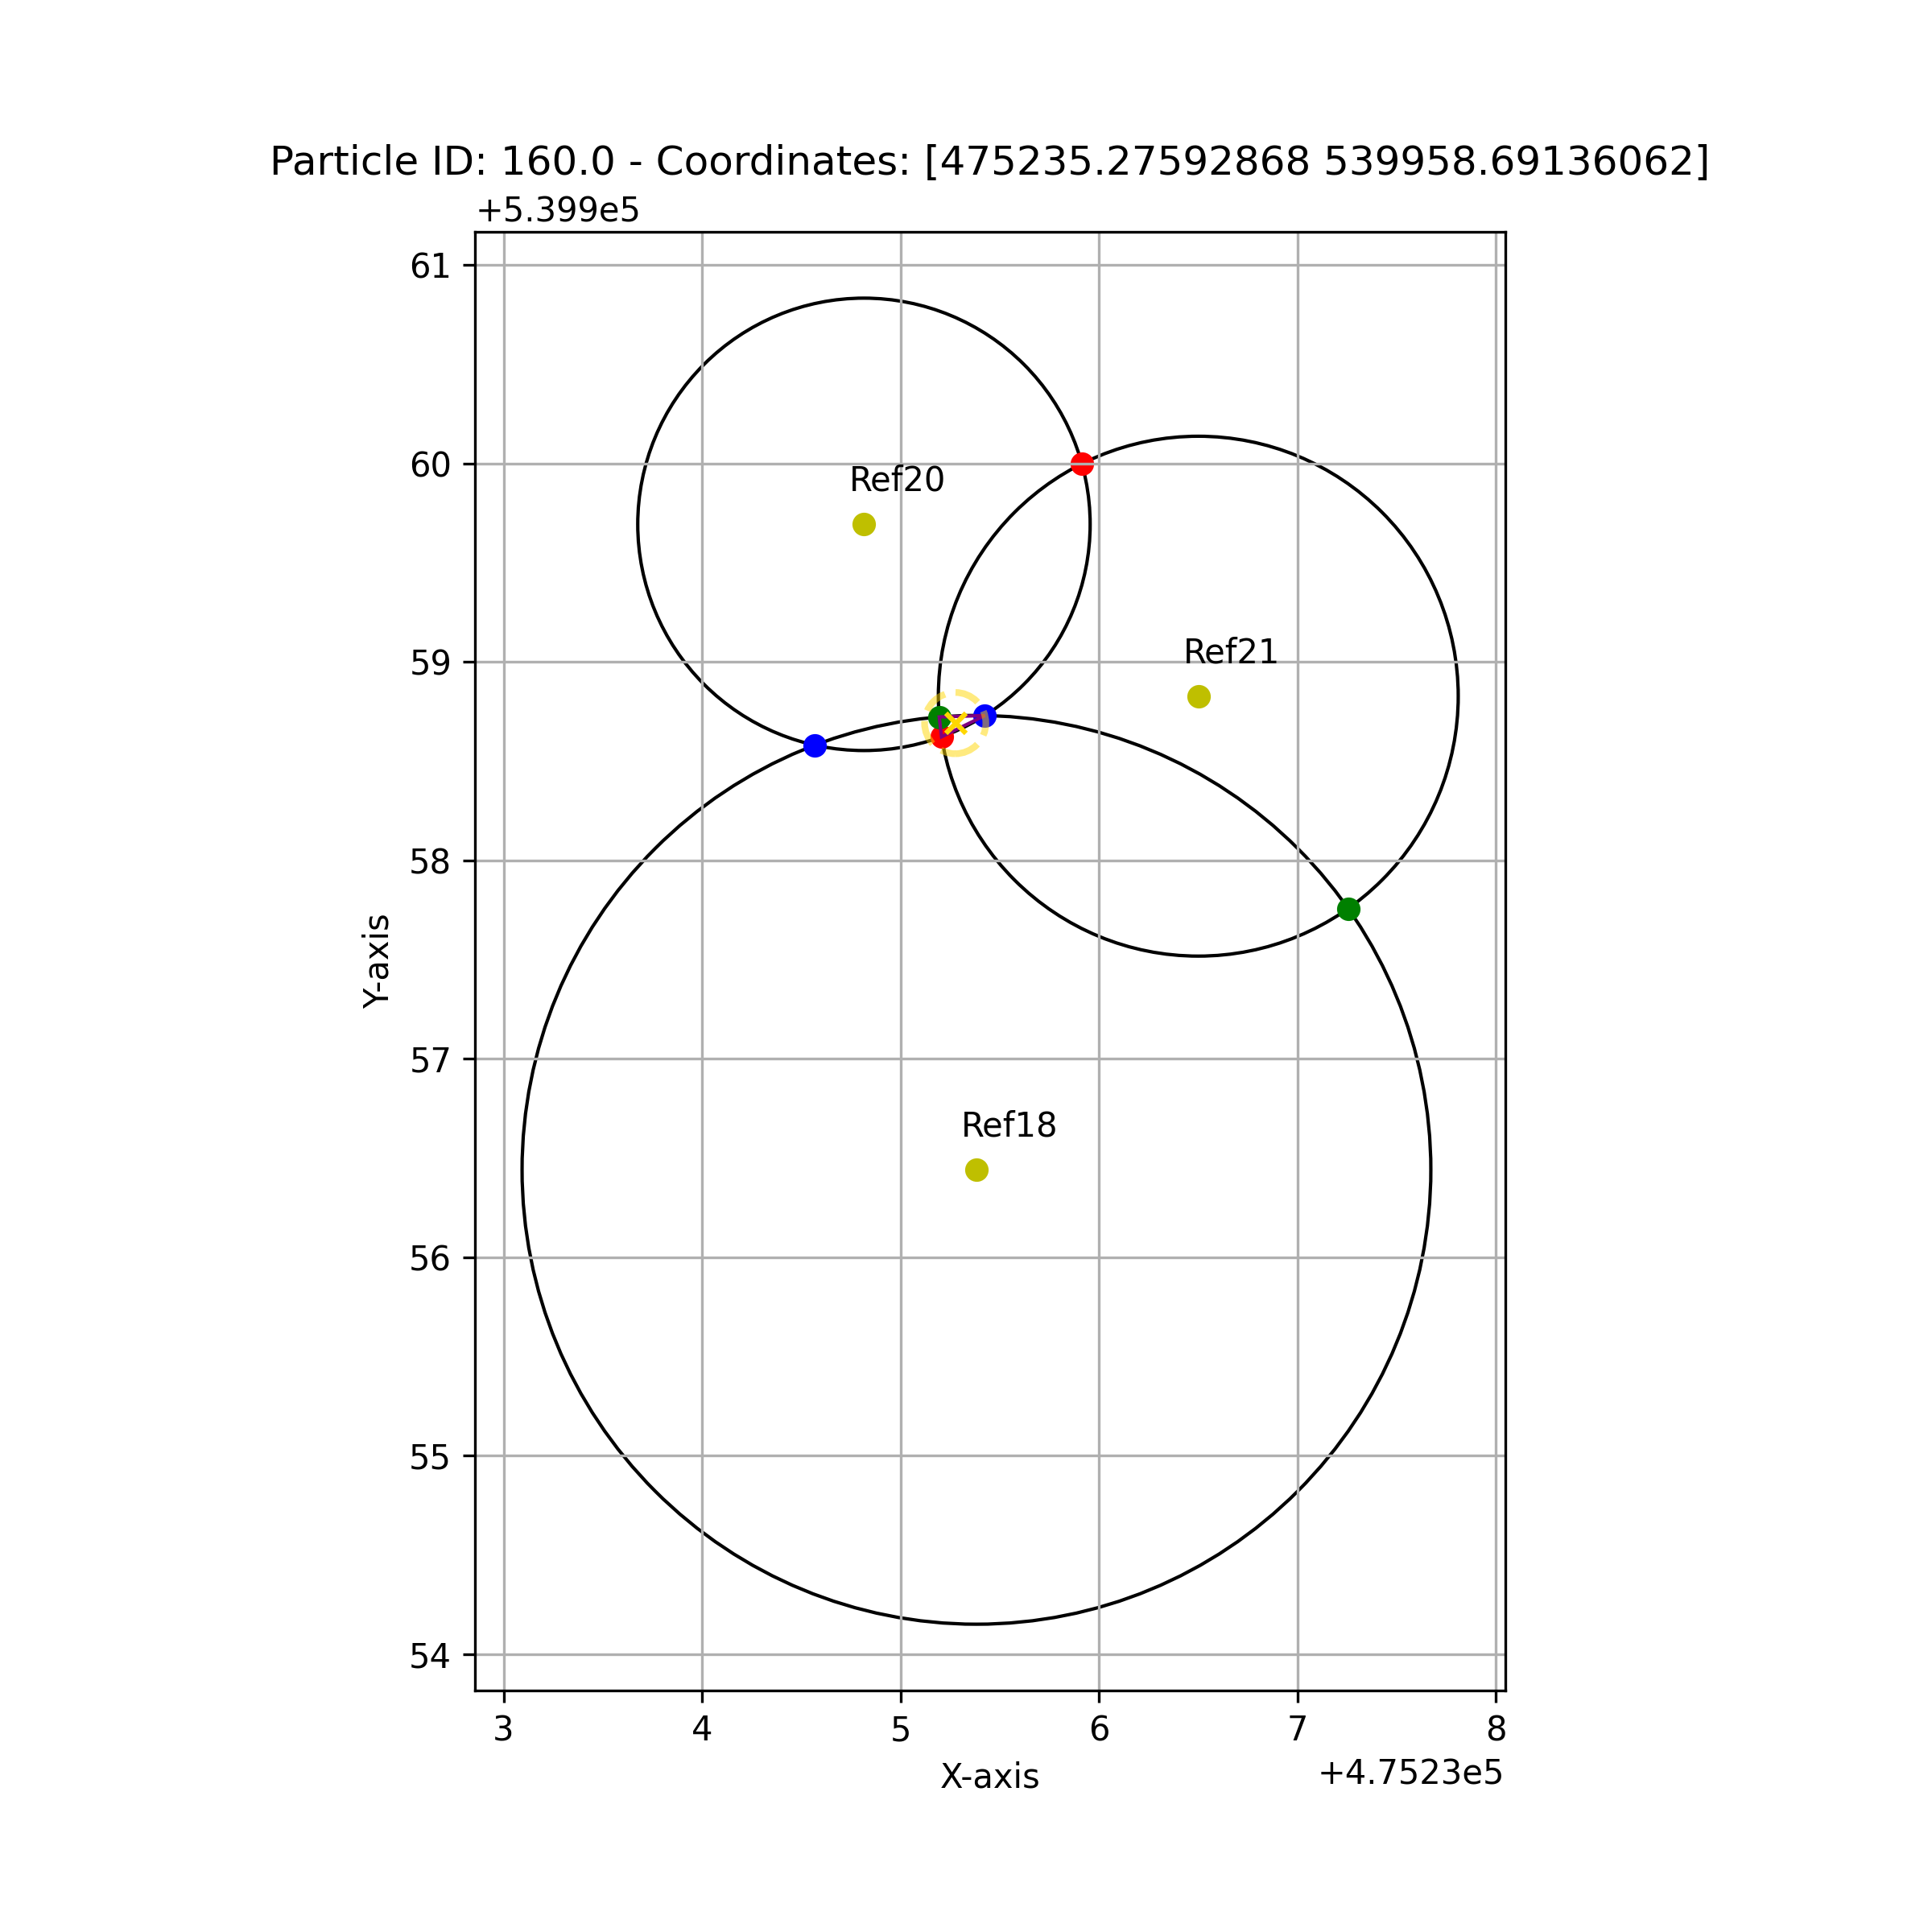 Particle ID: 160.0 - Coordinates: [475235.27592868 539958.69136062]
+5.399e5
61
60
Ref20
59
Ref21
58
57
Ref18
56
55
54
Y-axis
3 4 5 6 7 8
X-axis
+4.7523e5